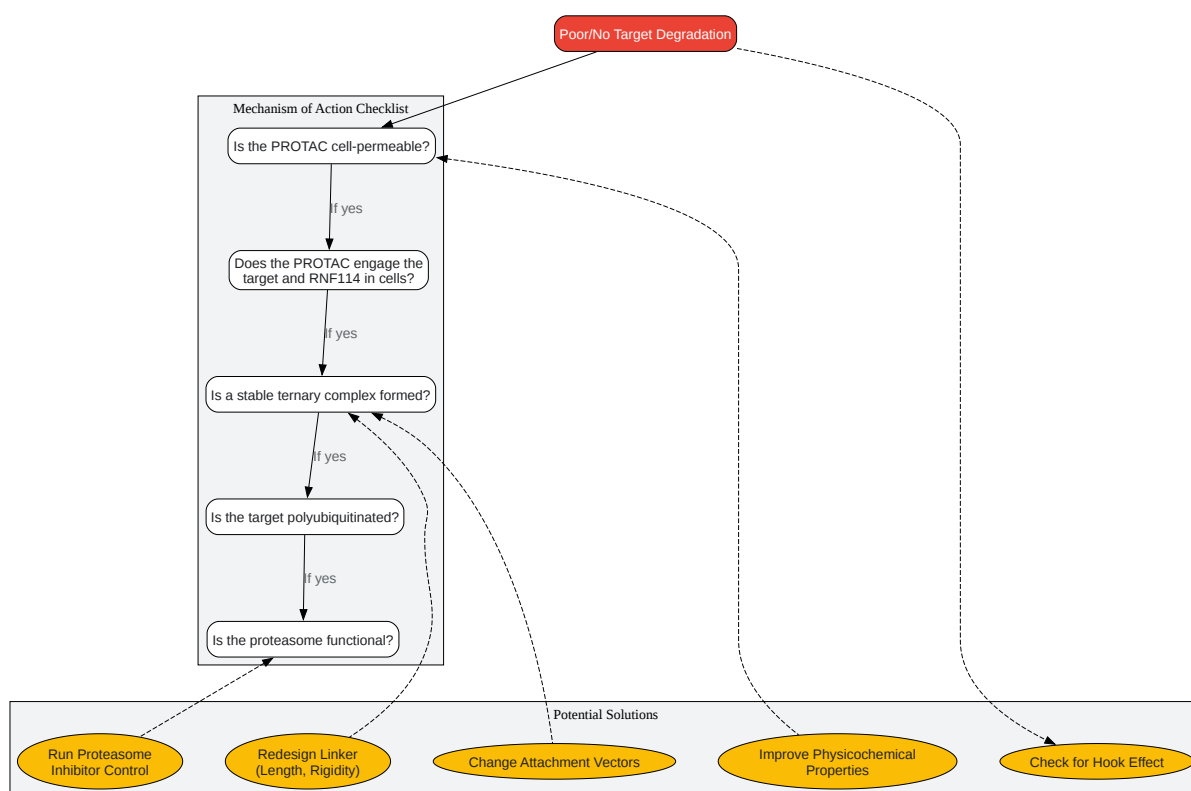 Poor/No Target Degradation
Mechanism of Action Checklist
Is the PROTAC cell-permeable?
If yes
Does the PROTAC engage the
target and RNF114 in cells?
If yes
Is a stable ternary complex formed?
If yes
Is the target polyubiquitinated?
If yes
Is the proteasome functional?
Potential Solutions
Run Proteasome
Inhibitor Control
Redesign Linker
(Length, Rigidity)
Change Attachment Vectors
Improve Physicochemical
Properties
Check for Hook Effect